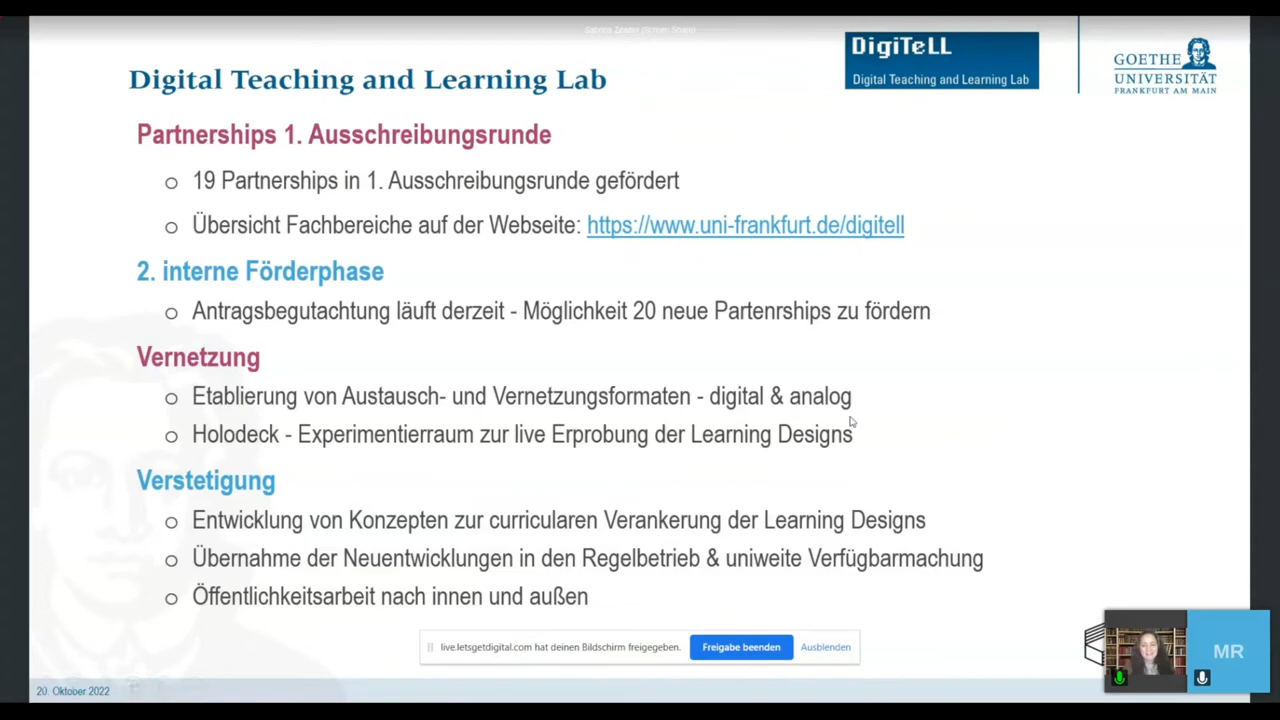 DigiTeLL
Digital Teaching and Learning Lab
GOETHE
UNIVERSITÄT
FRANKFURT AM MAIN
Digital Teaching and Learning Lab
Partnerships 1. Ausschreibungsrunde
o 19 Partnerships in 1. Ausschreibungsrunde gefördert
o Übersicht Fachbereiche auf der Webseite: https://www.uni-frankfurt.de/digitell
2. interne Förderphase
o Antragsbegutachtung läuft derzeit - Möglichkeit 20 neue Partenrships zu fördern
Vernetzung
o Etablierung von Austausch- und Vernetzungsformaten - digital & analog
o Holodeck - Experimentierraum zur live Erprobung der Learning Designs
Verstetigung
o Entwicklung von Konzepten zur curricularen Verankerung der Learning Designs
o Übernahme der Neuentwicklungen in den Regelbetrieb & uniweite Verfügbarmachung
o Öffentlichkeitsarbeit nach innen und außen
live.letsgetdigital.com hat deinen Bildschirm freigegeben. Freigabe beenden Ausblenden
MR
20. Oktober 2022